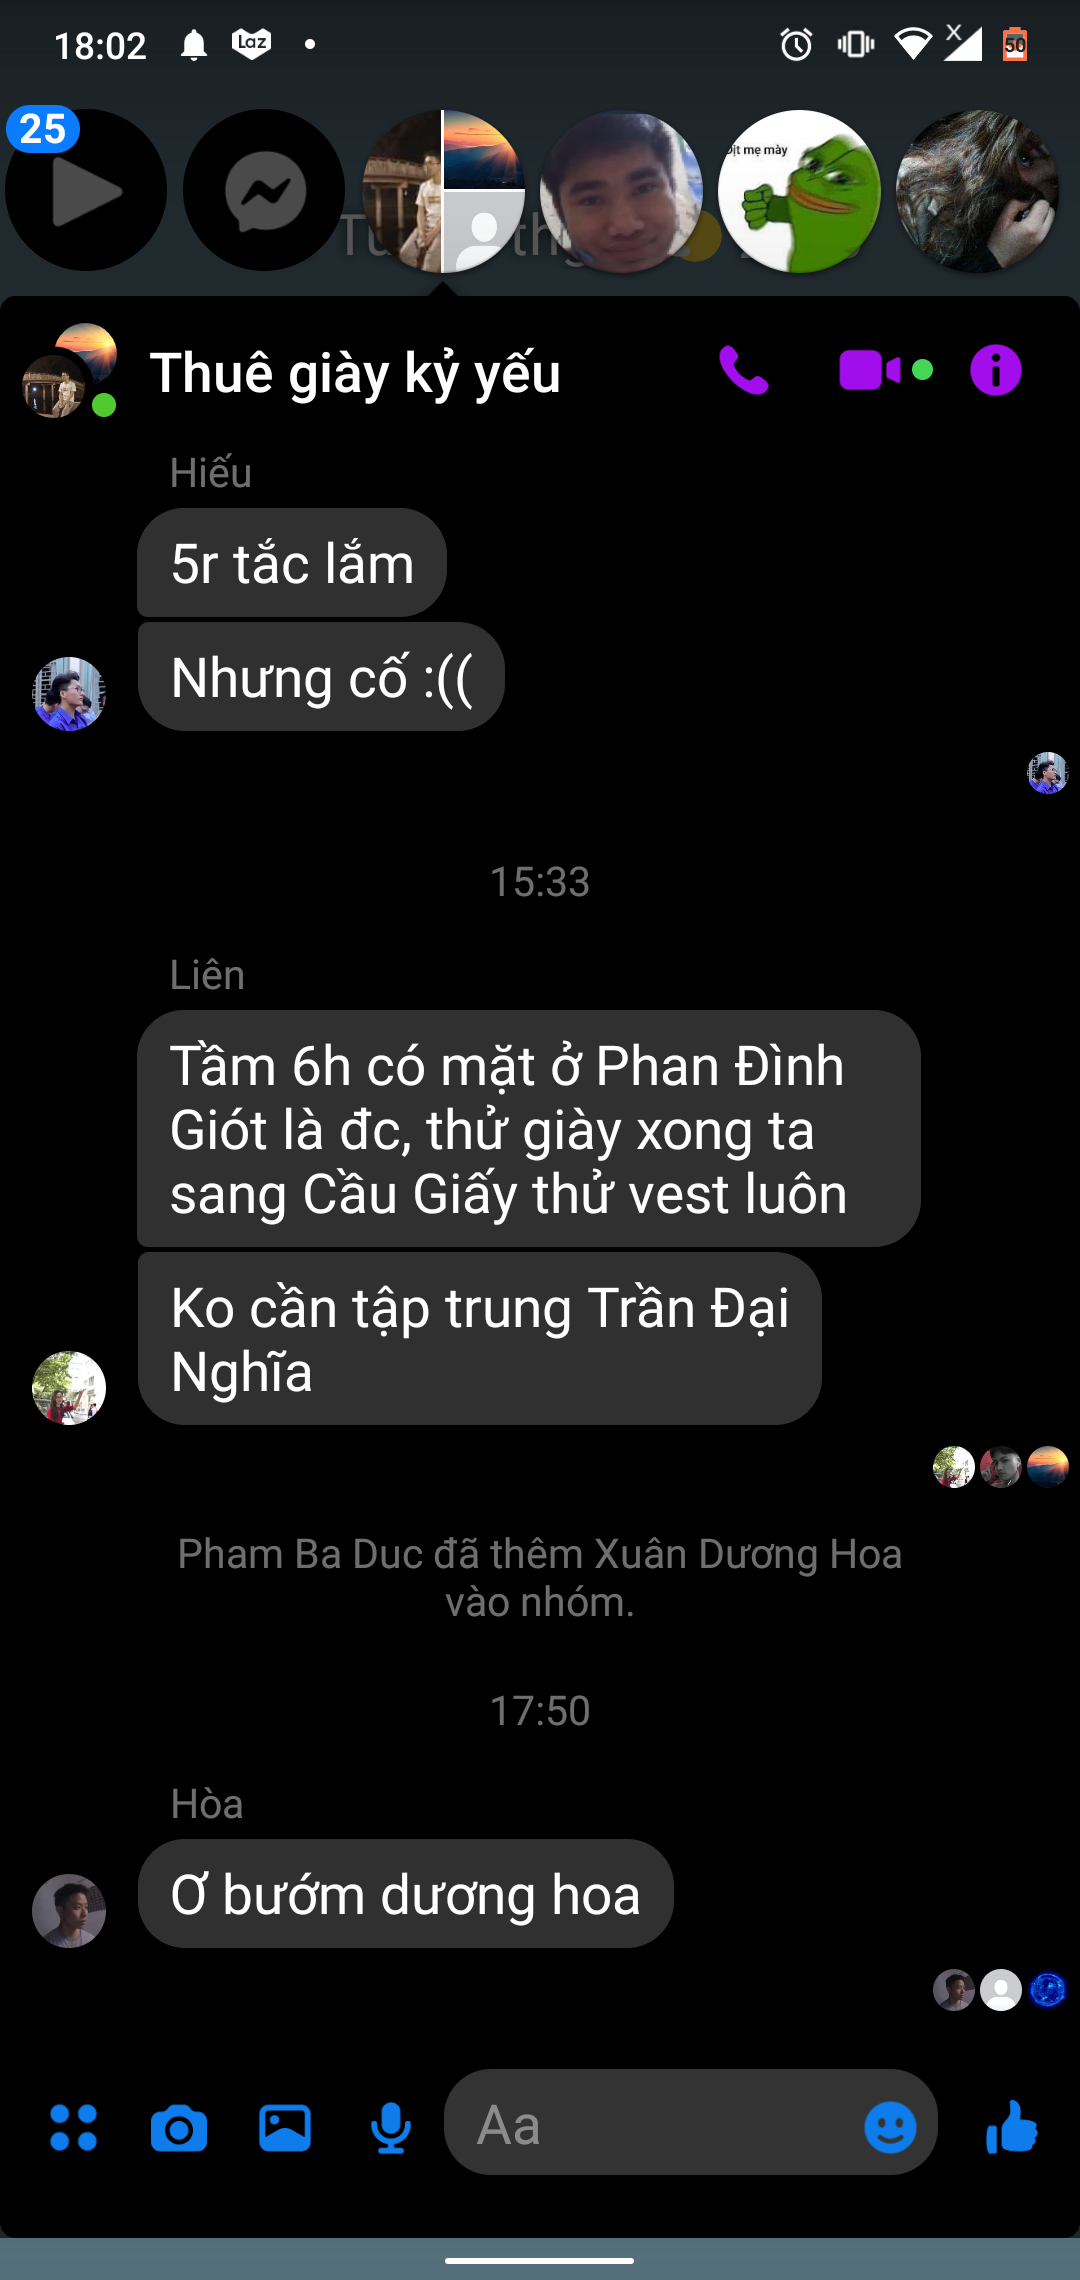 18:02
Laz
50
25
Địt mẹ mày
Thuê giày kỷ yếu
Hiếu
5r tắc lắm
Nhưng cố :((
15:33
Liên
Tầm 6h có mặt ở Phan Đình
Giót là đc, thử giày xong ta
sang Cầu Giấy thử vest luôn
Ko cần tập trung Trần Đại
Nghĩa
Pham Ba Duc đã thêm Xuân Dương Hoa
vào nhóm.
17:50
Hòa
Ơ bướm dương hoa
Aa